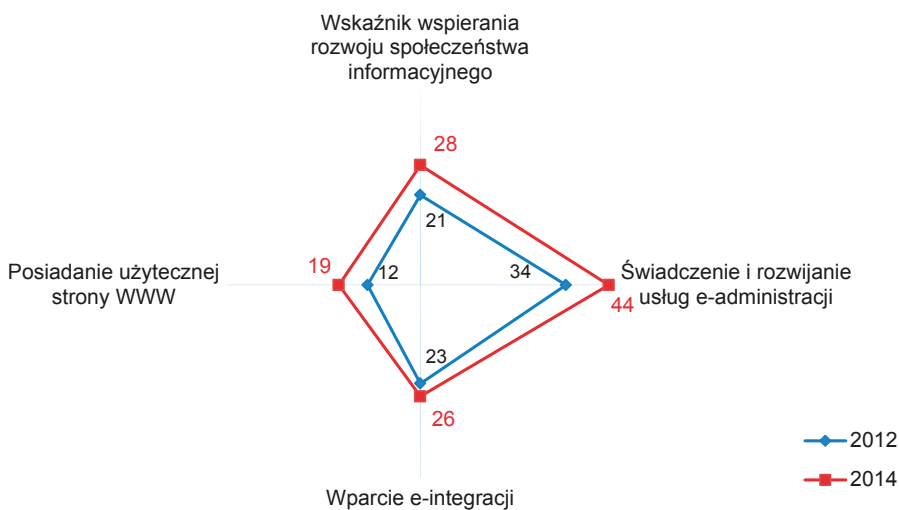 Wskaźnik wspierania
rozwoju społeczeństwa
informacyjnego
28
21
Posiadanie użytecznej
strony WWW
19
12
34
Świadczenie i rozwijanie
usług e-administracji
44
23
26
Wparcie e-integracji
2012
2014